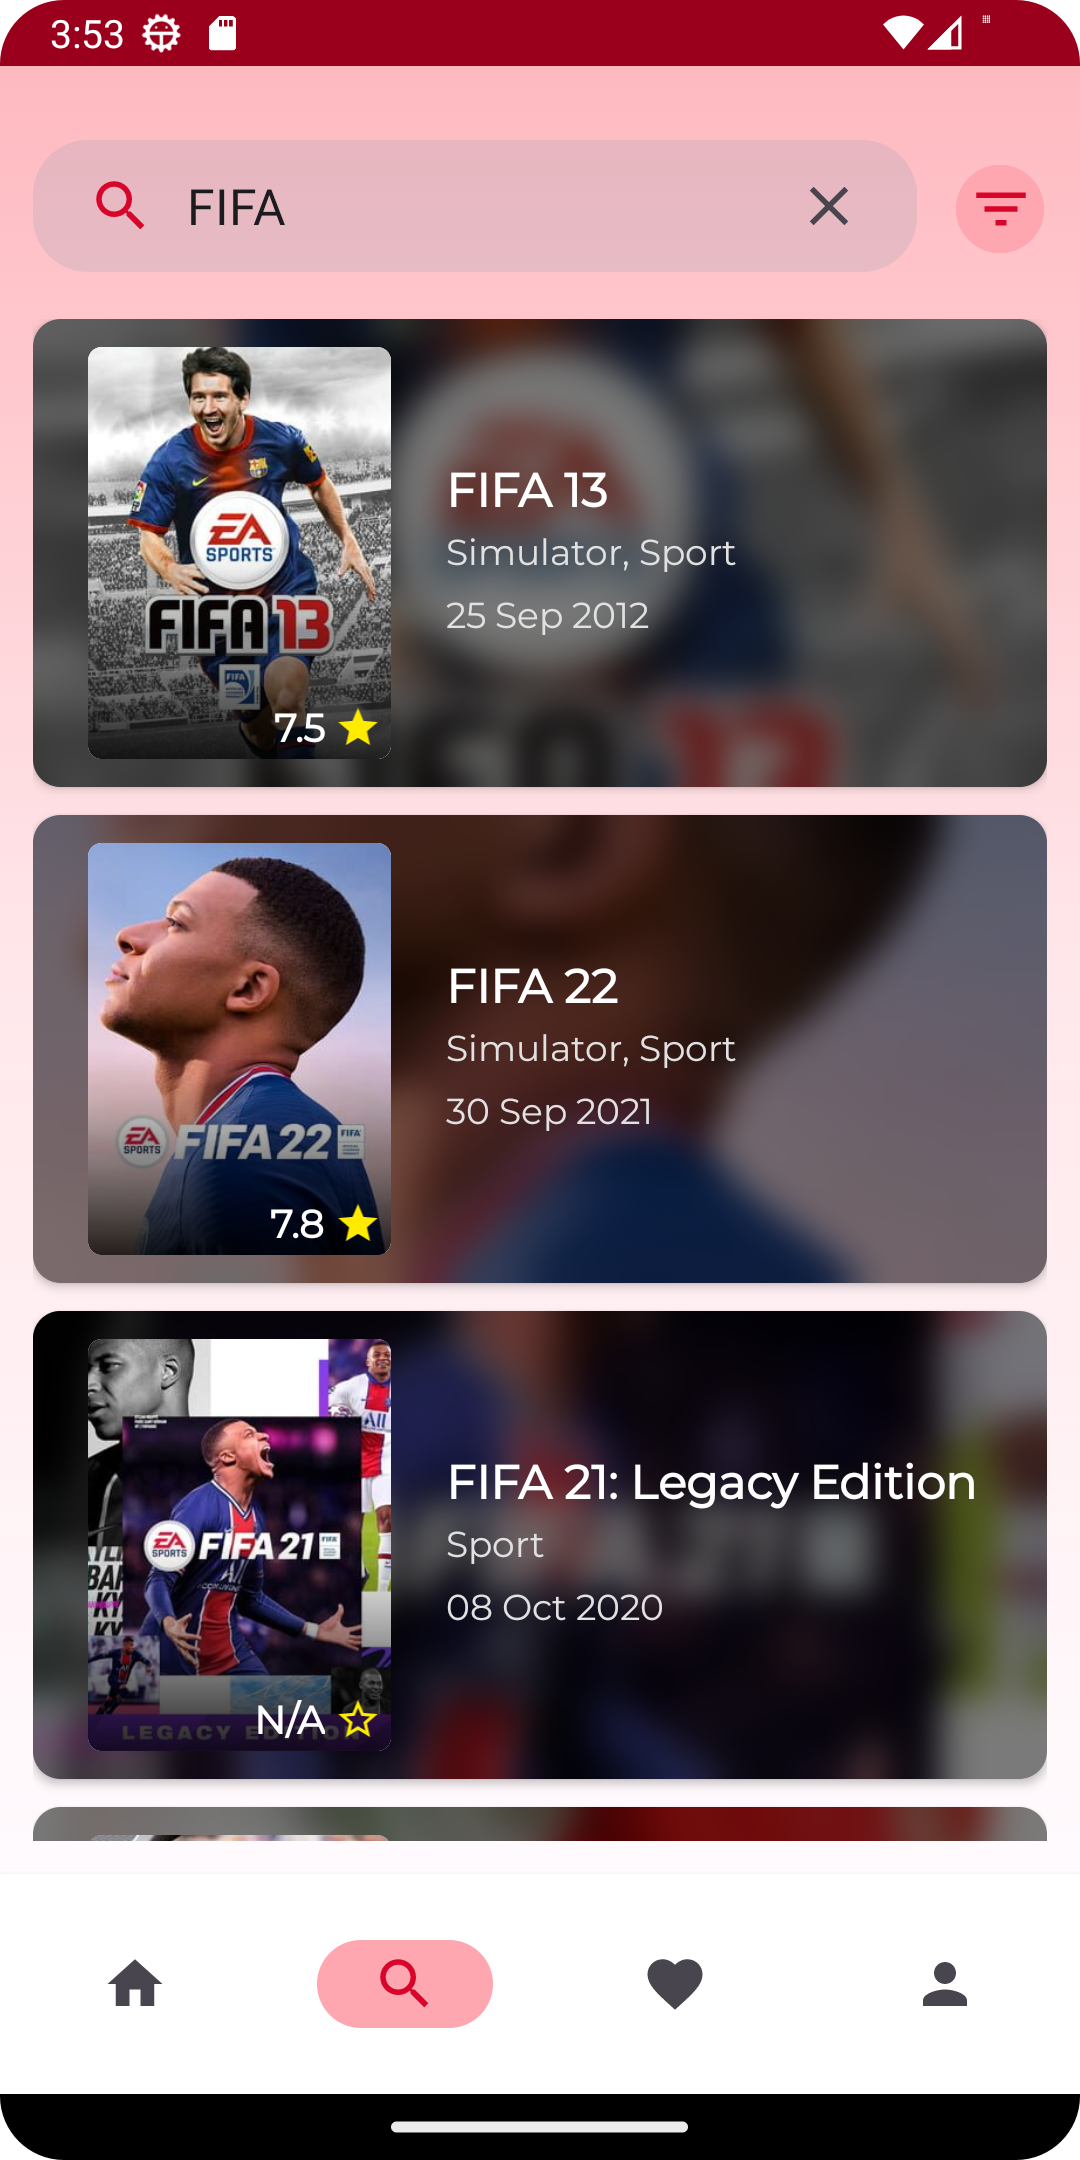 3:53
FIFA
EA
SPORTS
FIFA 13
FIFA
7.5
FIFA 13
Simulator, Sport
25 Sep 2012
EA
SPORTS
FIFA 22
FIFA
7.8
FIFA 22
Simulator, Sport
30 Sep 2021
EA
SPORTS
FIFA 21
LEGACY EDITION
N/A
FIFA 21: Legacy Edition
Sport
08 Oct 2020